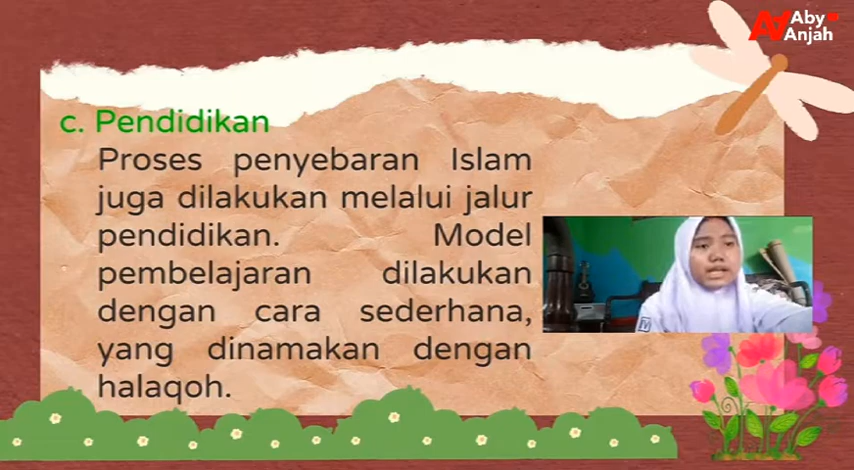 Aby
Anjah
c. Pendidikan
Proses penyebaran Islam
juga dilakukan melalui jalur
pendidikan. Model
pembelajaran dilakukan
dengan cara sederhana,
yang dinamakan dengan
halaqoh.